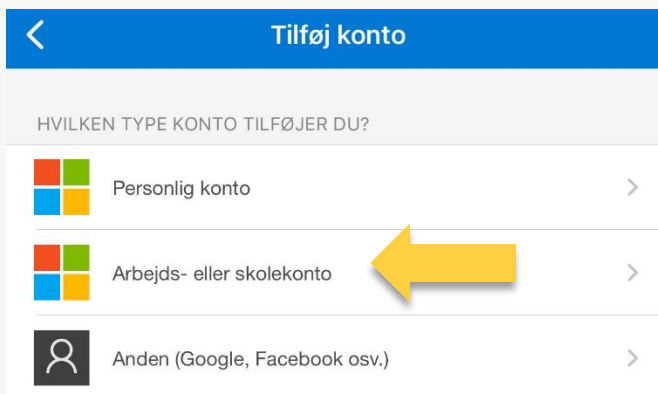 Tilføj konto
HVILKEN TYPE KONTO TILFØJER DU?
Personlig konto
Arbejds- eller skolekonto
Anden (Google, Facebook osv.)